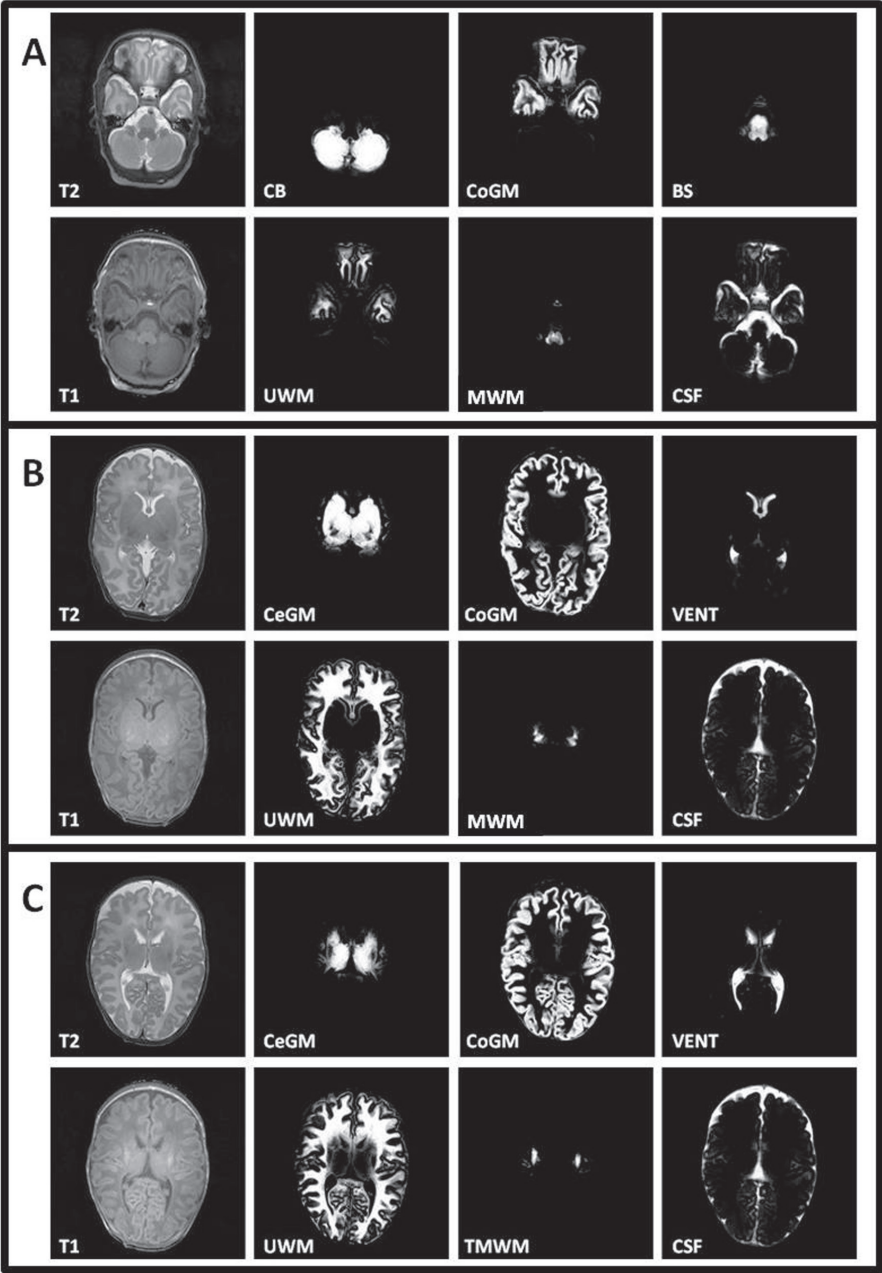 A
T2 CB CoGM BS
T1 UWM MWM CSF
B
T2 CeGM CoGM VENT
T1 UWM MWM CSF
C
T2 CeGM CoGM VENT
T1 UWM TMWM CSF